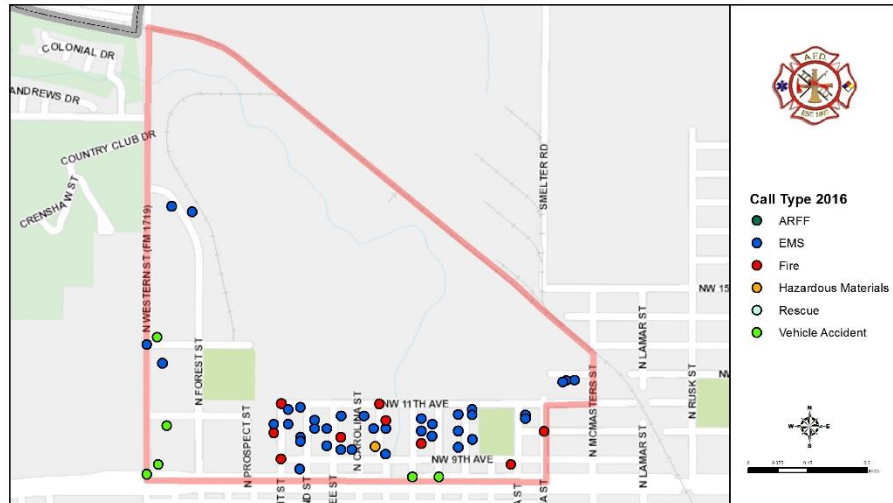 COLONIAL DR
ANDREWS DR
COUNTRY CLUB DR
CRENSHAW ST
N WESTERN ST (FM 1719)
SMELTER RD
NW 15
N LAMAR ST
N RUSK ST
N FOREST ST
N MCMASTERS ST
NW 11TH AVE
N CAROLINA ST
N PROSPECT ST
NW 9TH AVE
N LAMAR ST
A.F.D.
Call Type 2016
ARFF
EMS
Fire
Hazardous Materials
Rescue
Vehicle Accident
N
W
E
S